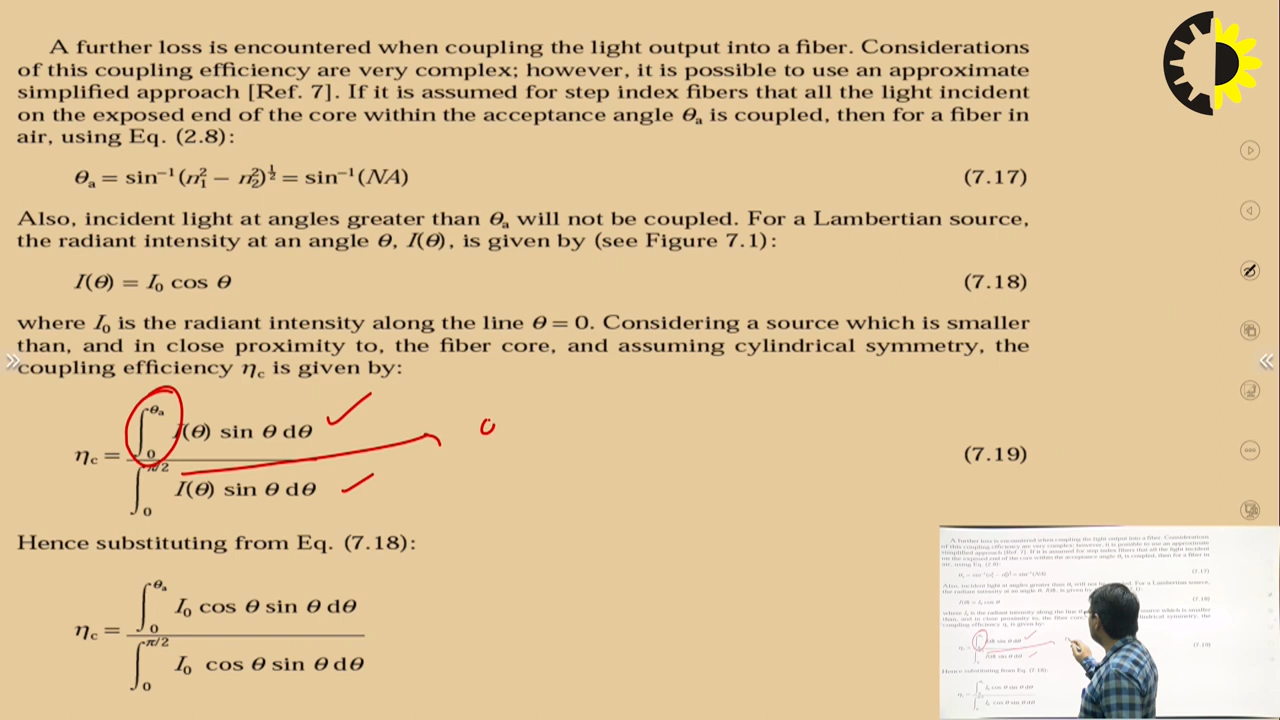 A further loss is encountered when coupling the light output into a fiber. Considerations
of this coupling efficiency are very complex; however, it is possible to use an approximate
simplified approach [Ref. 7]. If it is assumed for step index fibers that all the light incident
on the exposed end of the core within the acceptance angle θa is coupled, then for a fiber in
air, using Eq. (2.8):
θa = sin⁻¹(n₁² − n₂²)^½ = sin⁻¹(NA) (7.17)
Also, incident light at angles greater than θa will not be coupled. For a Lambertian source,
the radiant intensity at an angle θ, I(θ), is given by (see Figure 7.1):
I(θ) = I₀ cos θ (7.18)
where I₀ is the radiant intensity along the line θ = 0. Considering a source which is smaller
than, and in close proximity to, the fiber core, and assuming cylindrical symmetry, the
coupling efficiency ηc is given by:
∫₀^θa I(θ) sin θ dθ
ηc = (7.19)
∫₀^π/2 I(θ) sin θ dθ
Hence substituting from Eq. (7.18):
∫₀^θa I₀ cos θ sin θ dθ
ηc =
∫₀^π/2 I₀ cos θ sin θ dθ